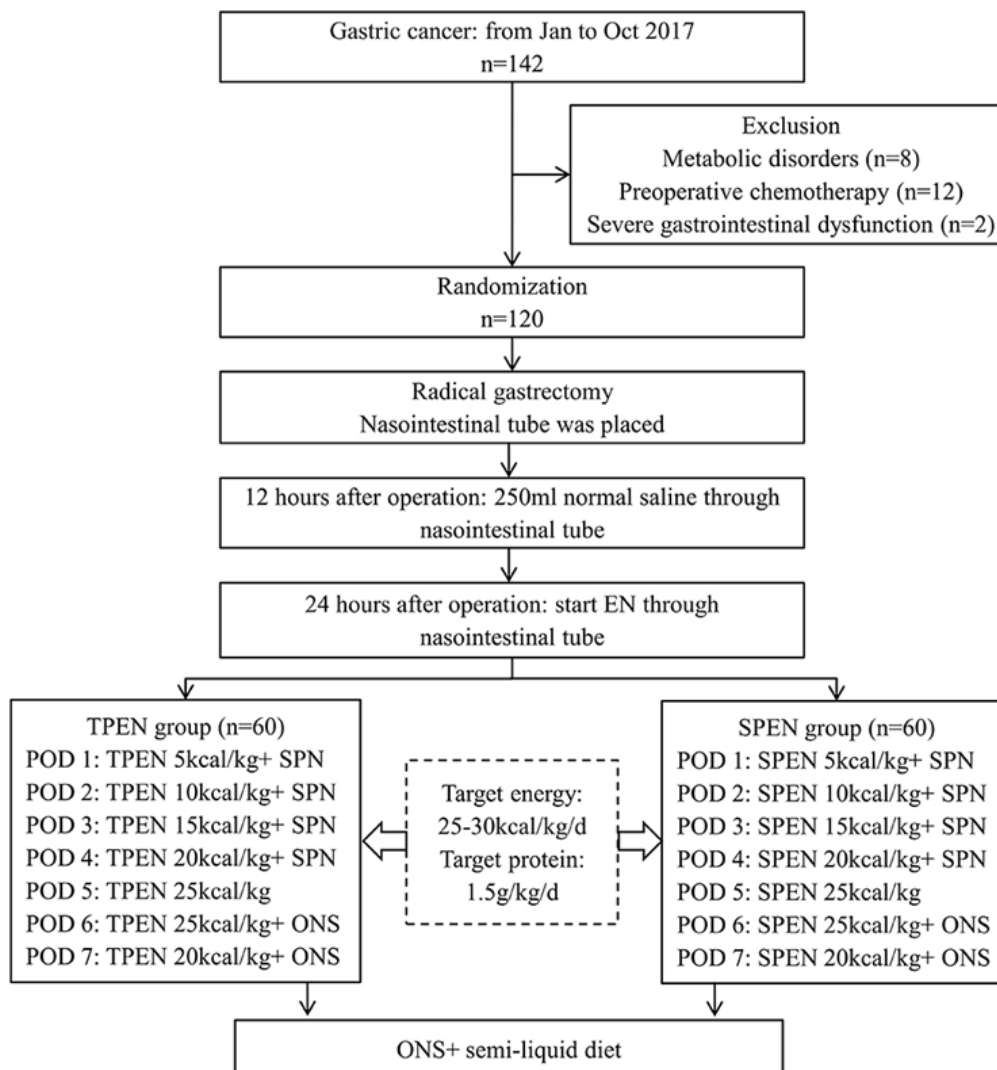 Gastric cancer: from Jan to Oct 2017
n=142
Exclusion
Metabolic disorders (n=8)
Preoperative chemotherapy (n=12)
Severe gastrointestinal dysfunction (n=2)
Randomization
n=120
Radical gastrectomy
Nasointestinal tube was placed
12 hours after operation: 250ml normal saline through
nasointestinal tube
24 hours after operation: start EN through
nasointestinal tube
TPEN group (n=60)
POD 1: TPEN 5kcal/kg+ SPN
POD 2: TPEN 10kcal/kg+ SPN
POD 3: TPEN 15kcal/kg+ SPN
POD 4: TPEN 20kcal/kg+ SPN
POD 5: TPEN 25kcal/kg
POD 6: TPEN 25kcal/kg+ ONS
POD 7: TPEN 20kcal/kg+ ONS
Target energy:
25-30kcal/kg/d
Target protein:
1.5g/kg/d
SPEN group (n=60)
POD 1: SPEN 5kcal/kg+ SPN
POD 2: SPEN 10kcal/kg+ SPN
POD 3: SPEN 15kcal/kg+ SPN
POD 4: SPEN 20kcal/kg+ SPN
POD 5: SPEN 25kcal/kg
POD 6: SPEN 25kcal/kg+ ONS
POD 7: SPEN 20kcal/kg+ ONS
ONS+ semi-liquid diet